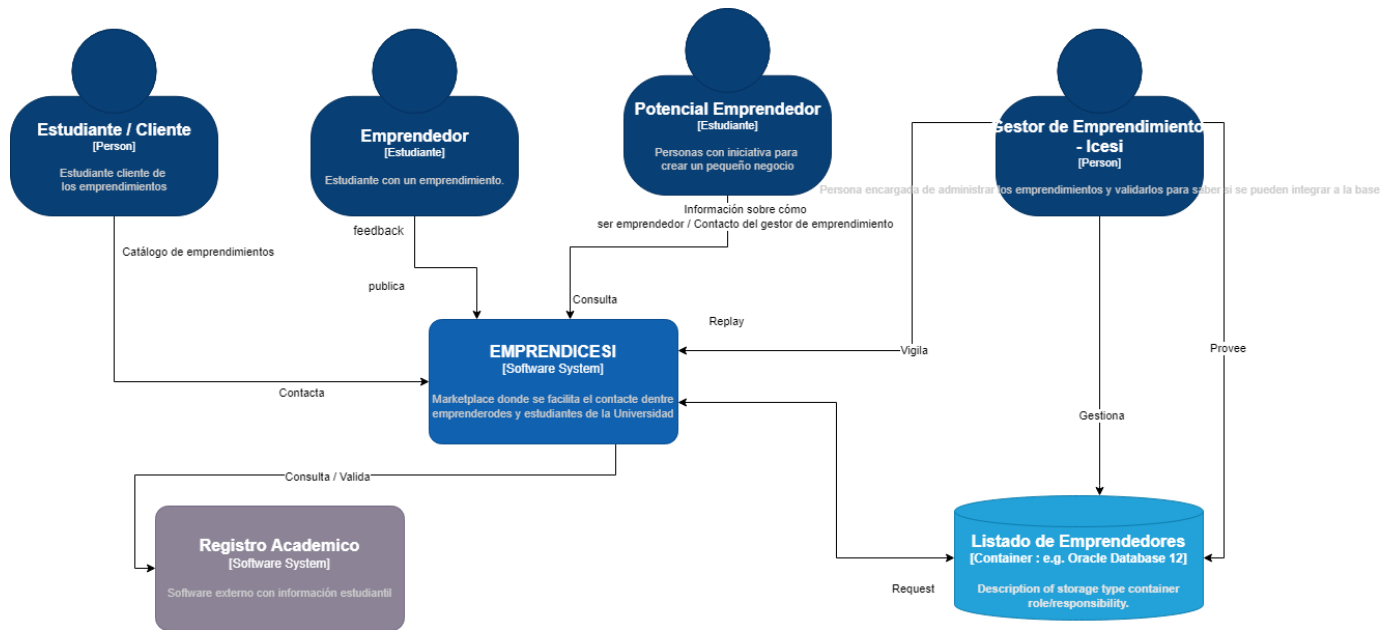 Estudiante / Cliente
[Person]
Estudiante cliente de
los emprendimientos
Emprendedor
[Estudiante]
Estudiante con un emprendimiento.
Potencial Emprendedor
[Estudiante]
Personas con iniciativa para
crear un pequeño negocio
Gestor de Emprendimiento
- Icesi
[Person]
Persona encargada de administrar los emprendimientos y validarlos para saber si se pueden integrar a la base
Información sobre cómo
ser emprendedor / Contacto del gestor de emprendimiento
feedback
Catálogo de emprendimientos
publica
Consulta
Replay
Vigila
Provee
EMPRENDICESI
[Software System]
Marketplace donde se facilita el contacte dentre
emprenderodes y estudiantes de la Universidad
Contacta
Gestiona
Consulta / Valida
Registro Academico
[Software System]
Software externo con información estudiantil
Listado de Emprendedores
[Container : e.g. Oracle Database 12]
Description of storage type container
role/responsibility.
Request